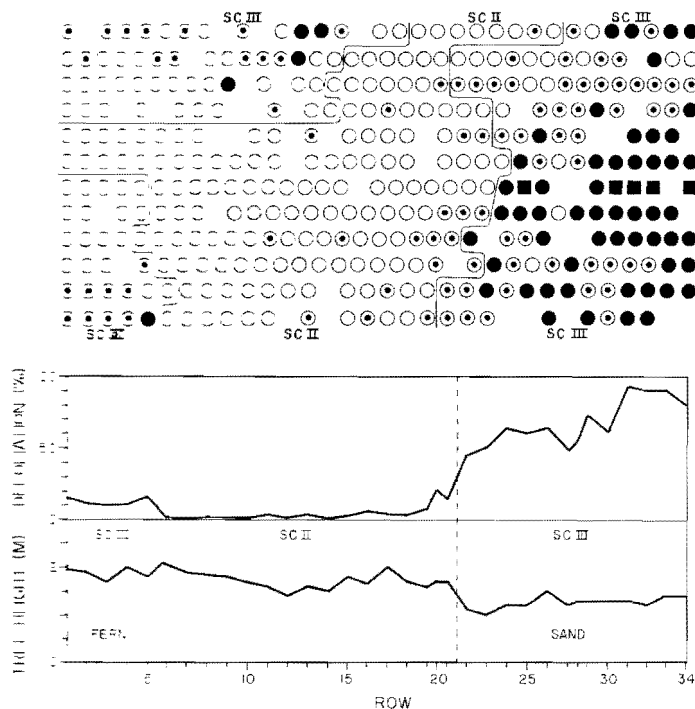 SC III SC II SC III
SC II SC III
DEFOLIATION (%)
SC III SC II SC III
TREE HEIGHT (M)
FERN SAND
5 10 15 20 25 30 34
ROW